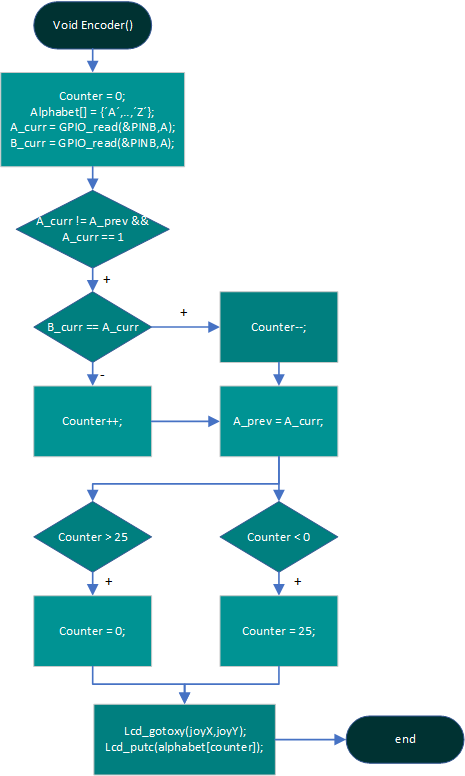 Void Encoder()
Counter = 0;
Alphabet[] = {´A´,..,´Z´};
A_curr = GPIO_read(&PINB,A);
B_curr = GPIO_read(&PINB,A);
A_curr != A_prev &&
A_curr == 1
+
B_curr == A_curr
+
Counter--;
-
Counter++;
A_prev = A_curr;
Counter > 25
Counter < 0
+
+
Counter = 0;
Counter = 25;
Lcd_gotoxy(joyX,joyY);
Lcd_putc(alphabet[counter]);
end